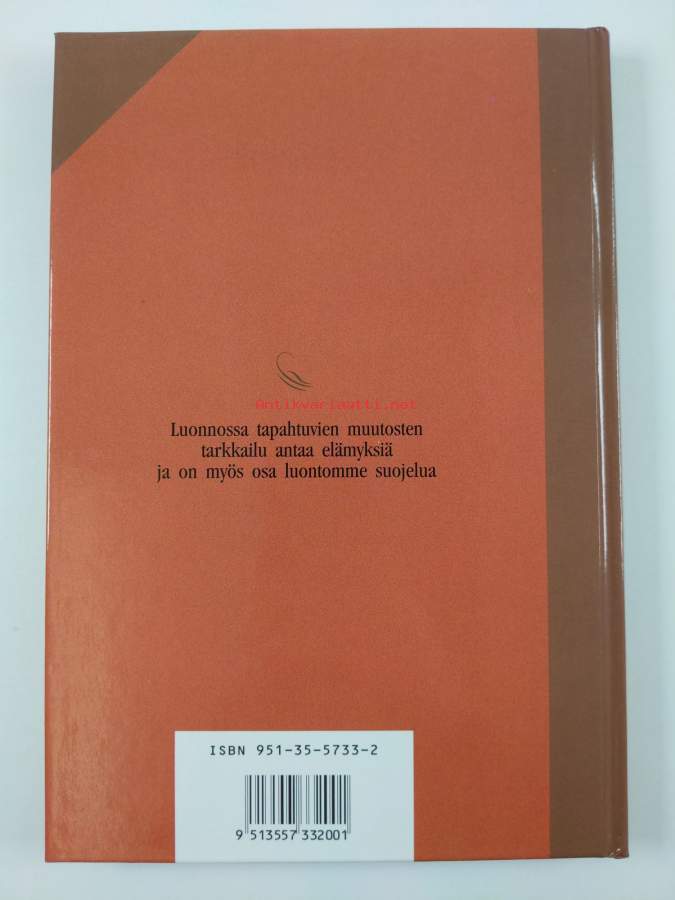 Antikvariaatti.net
Luonnossa tapahtuvien muutosten
tarkkailu antaa elämyksiä
ja on myös osa luontomme suojelua
ISBN 951-35-5733-2
9 513557 332001